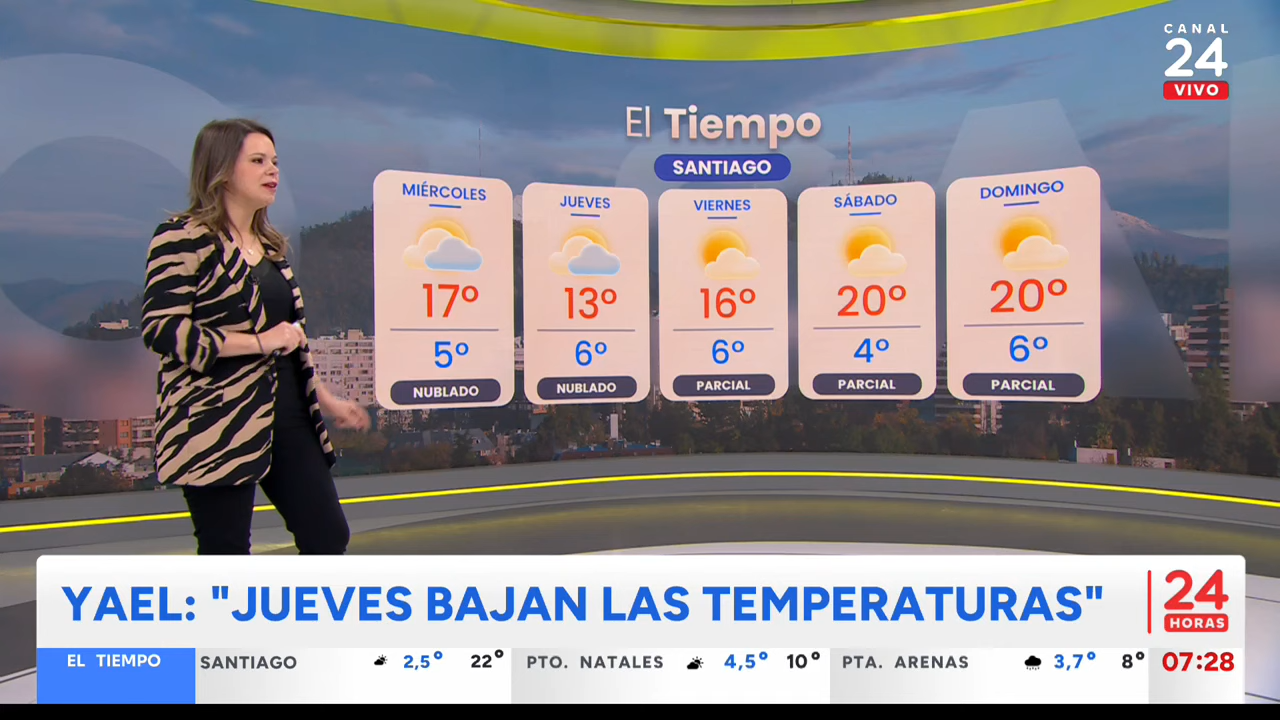 CANAL
24
VIVO
El Tiempo
SANTIAGO
MIÉRCOLES
17º
5º
NUBLADO
JUEVES
13º
6º
NUBLADO
VIERNES
16º
6º
PARCIAL
SÁBADO
20º
4º
PARCIAL
DOMINGO
20º
6º
PARCIAL
YAEL: "JUEVES BAJAN LAS TEMPERATURAS"
24
HORAS
EL TIEMPO
SANTIAGO 2,5° 22°
PTO. NATALES 4,5° 10°
PTA. ARENAS 3,7° 8°
07:28